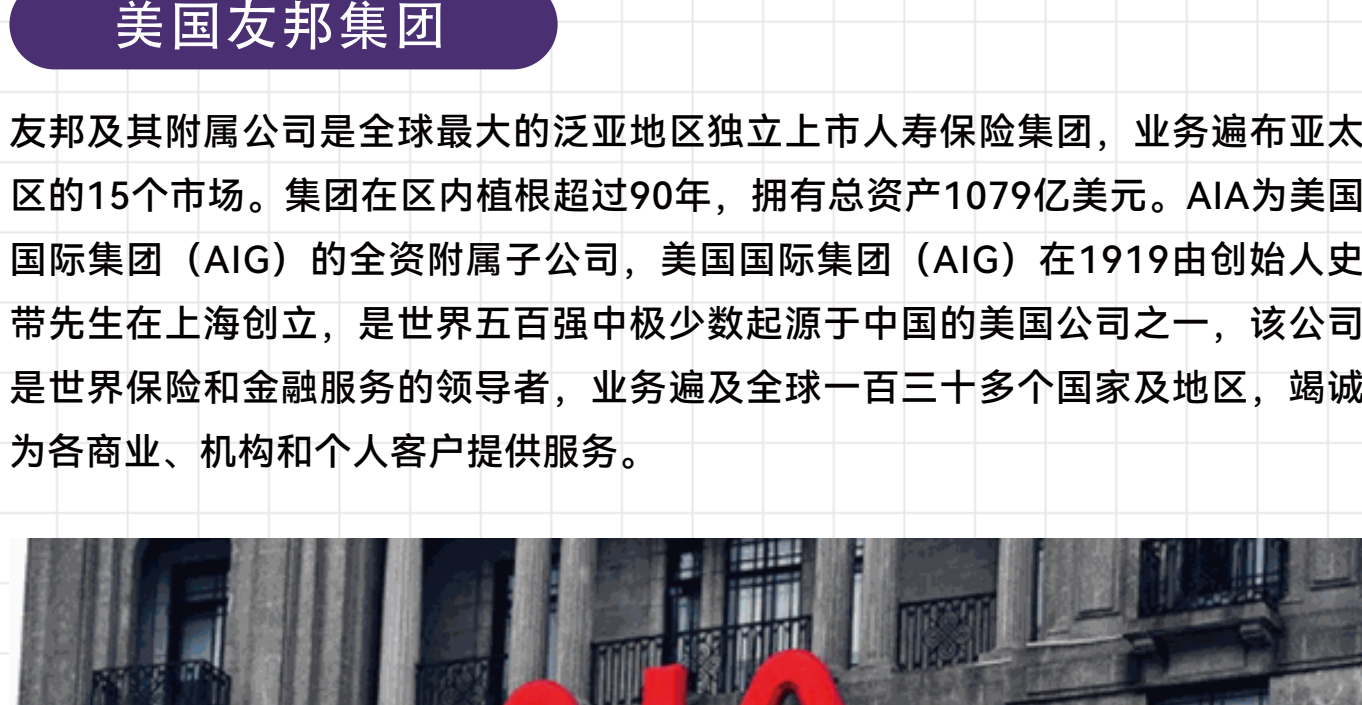 美国友邦集团
友邦及其附属公司是全球最大的泛亚地区独立上市人寿保险集团，业务遍布亚太
区的15个市场。集团在区内植根超过90年，拥有总资产1079亿美元。AIA为美国
国际集团（AIG）的全资附属子公司，美国国际集团（AIG）在1919由创始人史
带先生在上海创立，是世界五百强中极少数起源于中国的美国公司之一，该公司
是世界保险和金融服务的领导者，业务遍及全球一百三十多个国家及地区，竭诚
为各商业、机构和个人客户提供服务。